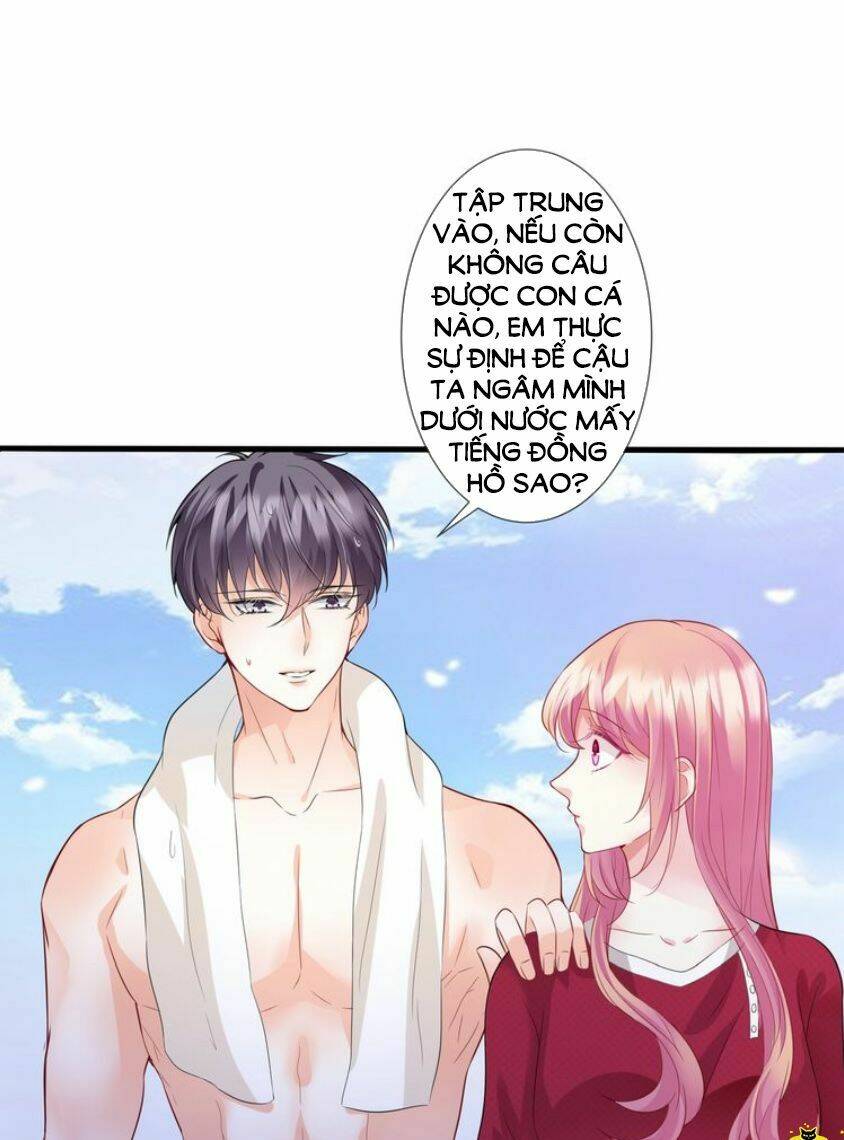 TẬP TRUNG
VÀO, NẾU CÒN
KHÔNG CÂU
ĐƯỢC CON CÁ
NÀO, EM THỰC
SỰ ĐỊNH ĐỂ CẬU
TA NGÂM MÌNH
DƯỚI NƯỚC MẤY
TIẾNG ĐỒNG
HỒ SAO?